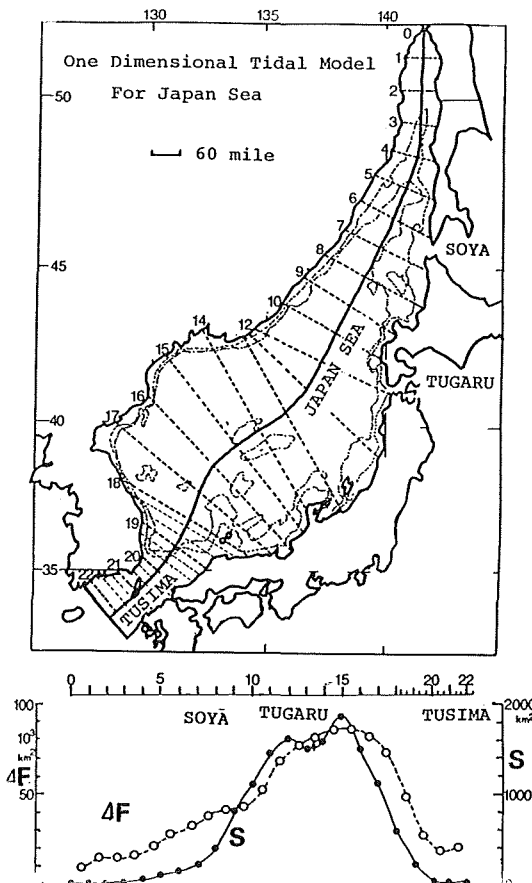 130 135 140
One Dimensional Tidal Model
For Japan Sea
60 mile
50
45
40
35
0
1
2
3
4
5
6
7
8
9
10
12
14
15
16
17
18
19
20
21
22
SOYA
TUGARU
JAPAN SEA
TUSIMA
0 5 10 15 20 22
SOYĀ TUGARU TUSIMA
100
10³
km²
50
ΔF
ΔF
S
2000
km²
S
1000
0